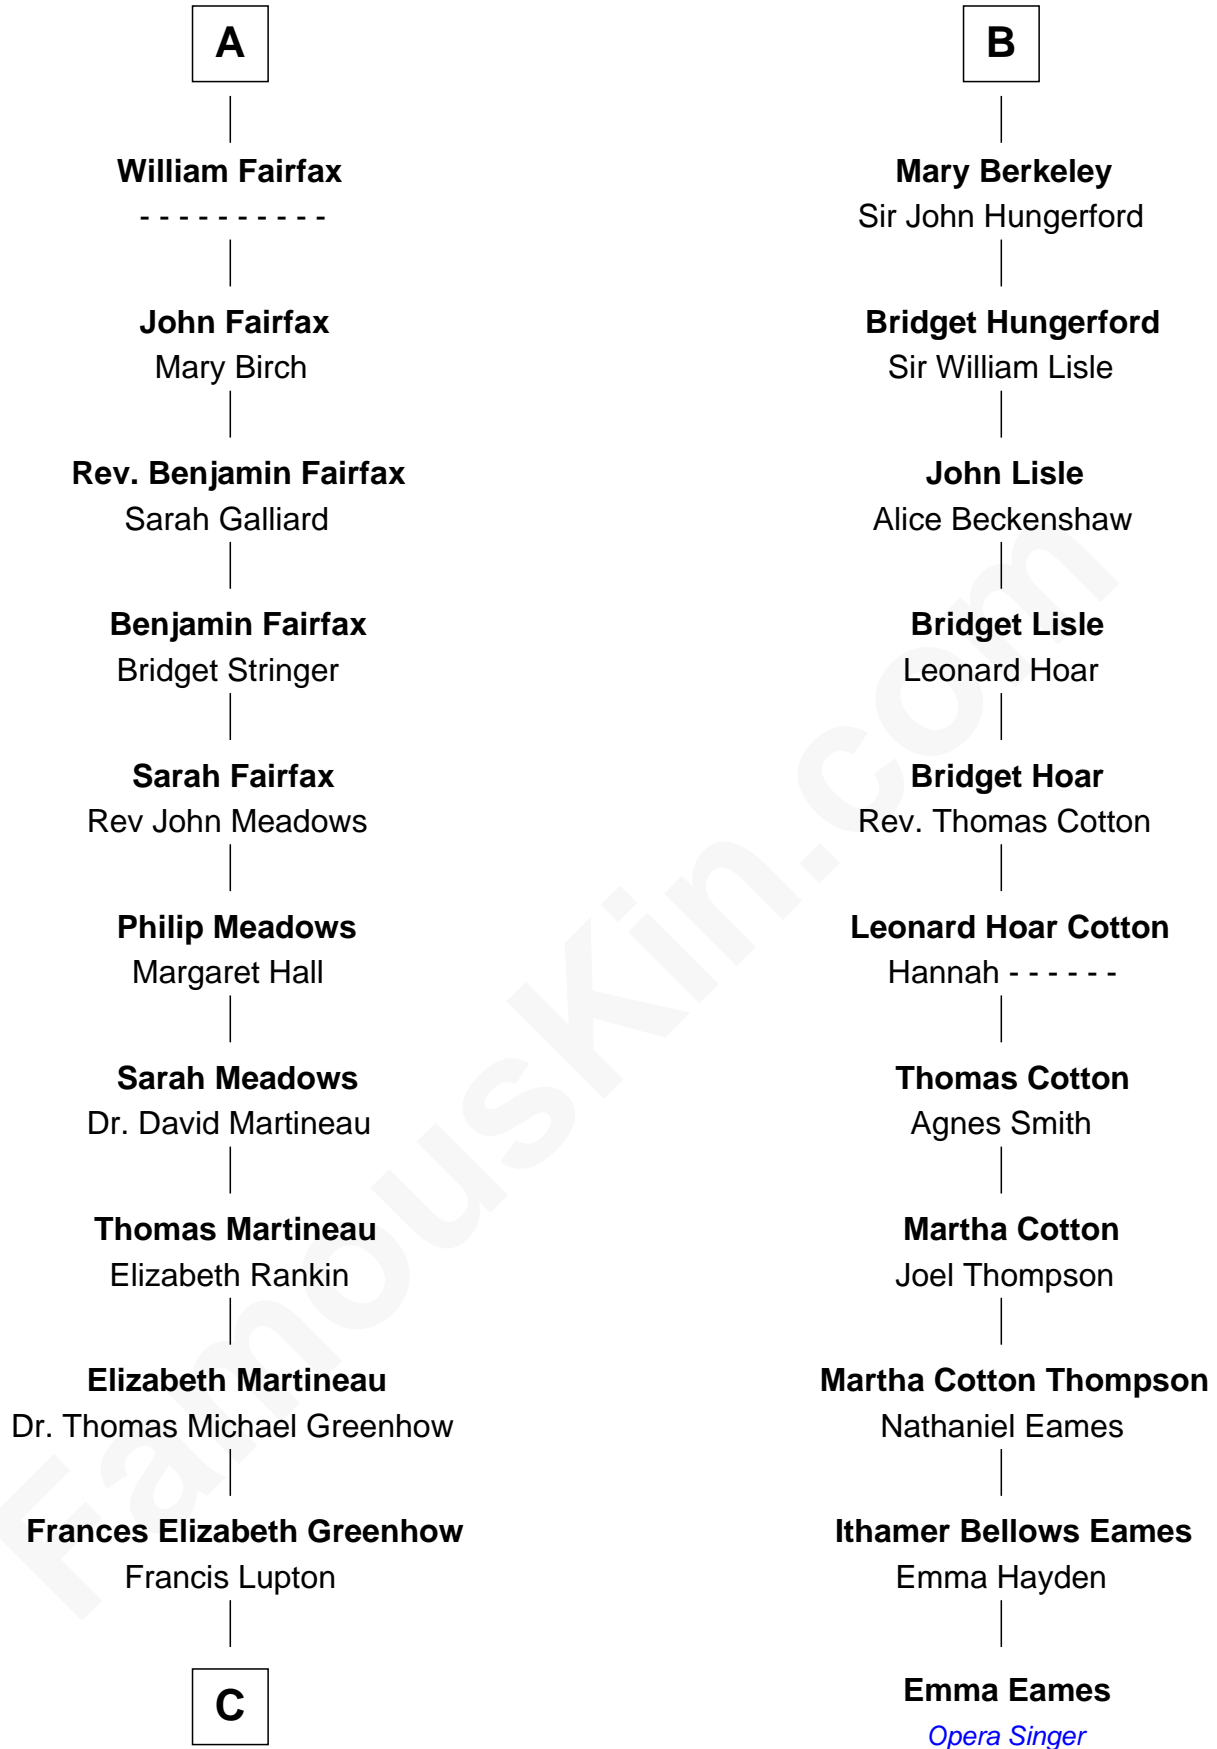 A
William Fairfax
- - - - - - - - - -
John Fairfax
Mary Birch
Rev. Benjamin Fairfax
Sarah Galliard
Benjamin Fairfax
Bridget Stringer
Sarah Fairfax
Rev John Meadows
Philip Meadows
Margaret Hall
Sarah Meadows
Dr. David Martineau
Thomas Martineau
Elizabeth Rankin
Elizabeth Martineau
Dr. Thomas Michael Greenhow
Frances Elizabeth Greenhow
Francis Lupton
C
B
Mary Berkeley
Sir John Hungerford
Bridget Hungerford
Sir William Lisle
John Lisle
Alice Beckenshaw
Bridget Lisle
Leonard Hoar
Bridget Hoar
Rev. Thomas Cotton
Leonard Hoar Cotton
Hannah - - - - - -
Thomas Cotton
Agnes Smith
Martha Cotton
Joel Thompson
Martha Cotton Thompson
Nathaniel Eames
Ithamer Bellows Eames
Emma Hayden
Emma Eames
Opera Singer
FamousKin.com